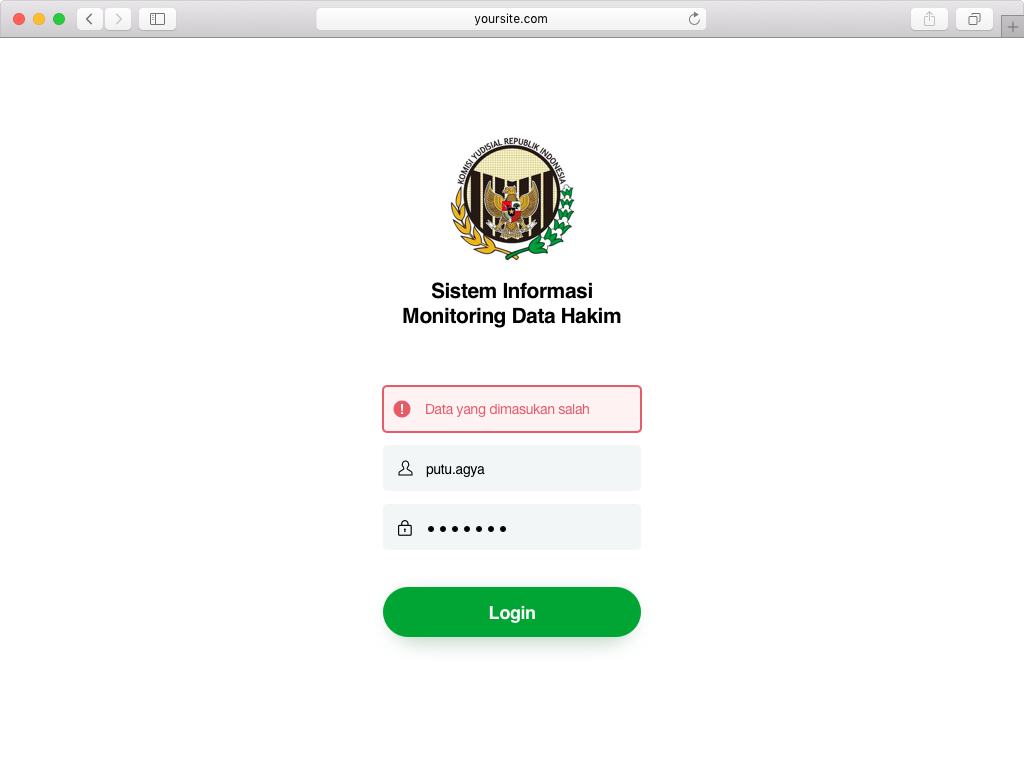 yoursite.com
KOMISI YUDISIAL REPUBLIK INDONESIA
Sistem Informasi
Monitoring Data Hakim
Data yang dimasukan salah
putu.agya
Login